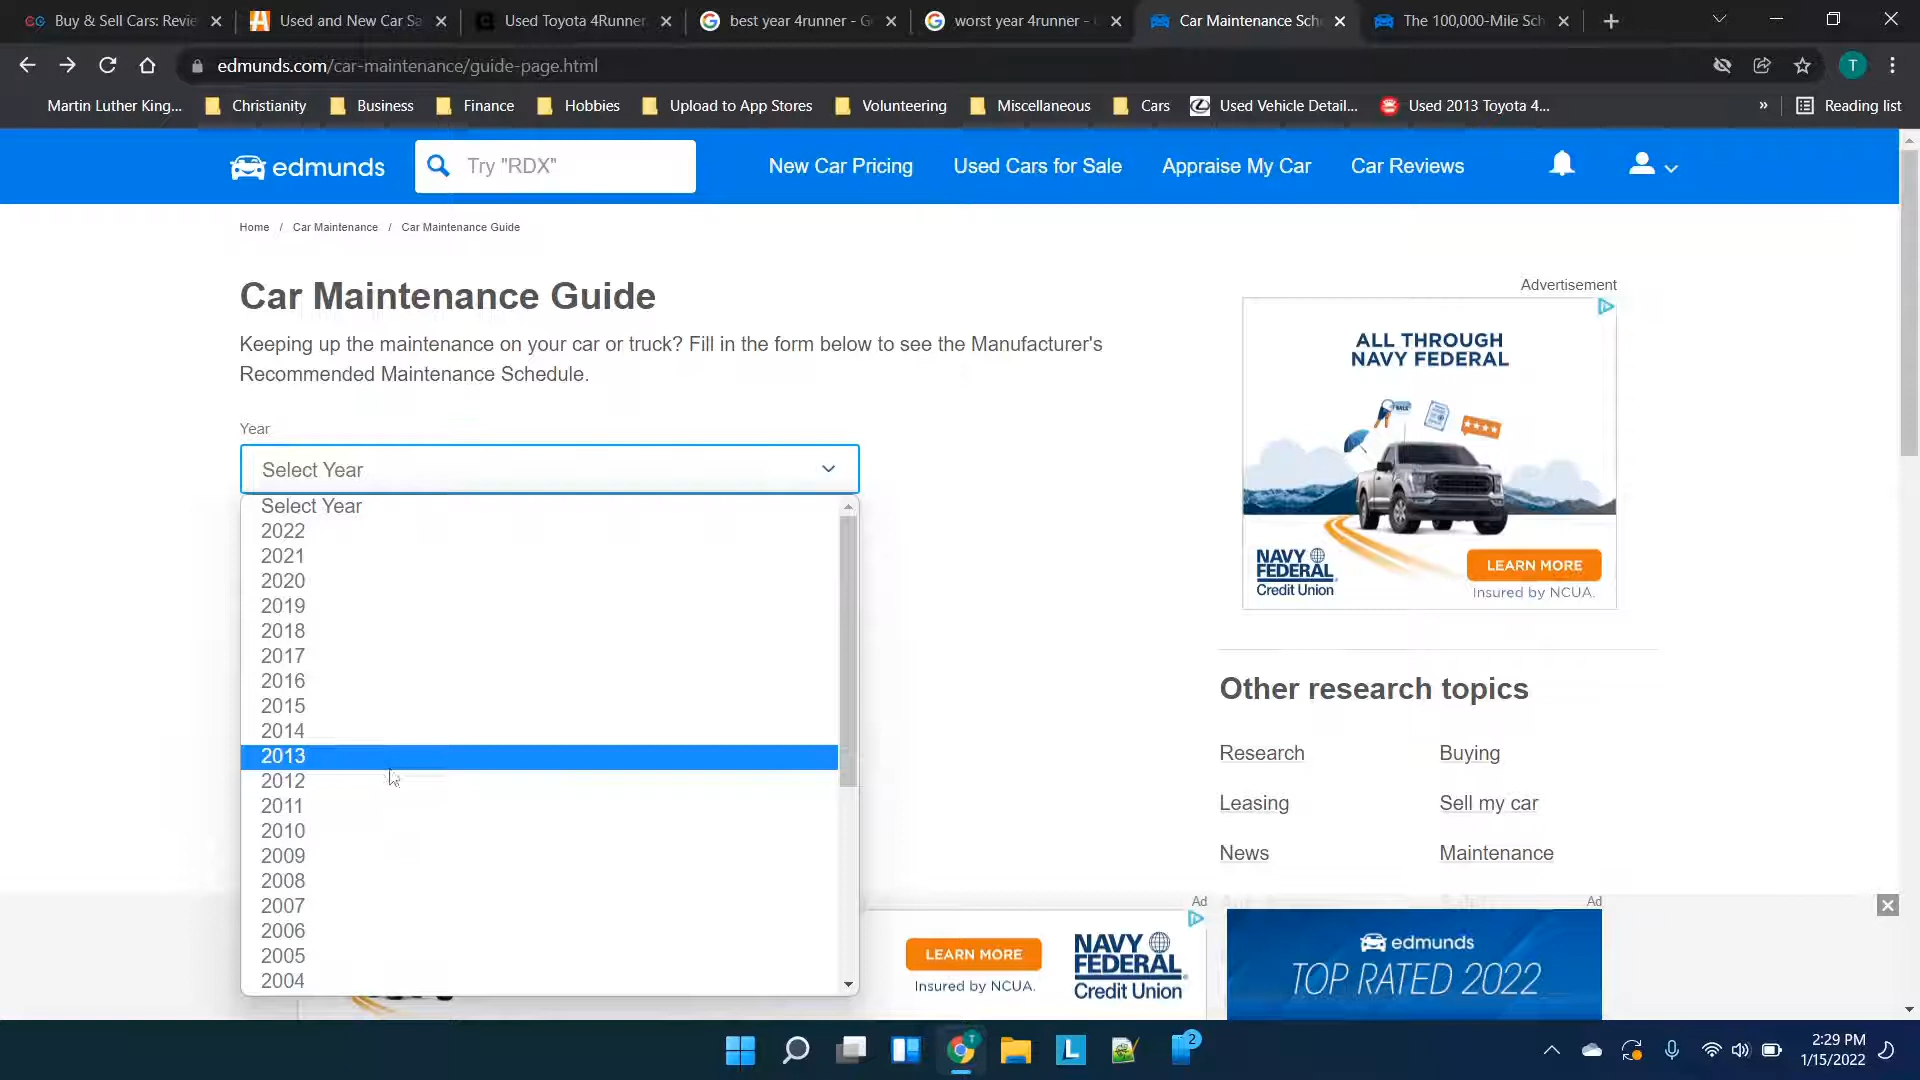 Buy & Sell Cars: Revie
Used and New Car Sa
Used Toyota 4Runner
best year 4runner - G
worst year 4runner -
Car Maintenance Sch
The 100,000-Mile Sch
edmunds.com/car-maintenance/guide-page.html
T
Martin Luther King...
Christianity
Business
Finance
Hobbies
Upload to App Stores
Volunteering
Miscellaneous
Cars
Used Vehicle Detail...
Used 2013 Toyota 4...
»
Reading list
edmunds
Try "RDX"
New Car Pricing
Used Cars for Sale
Appraise My Car
Car Reviews
Home / Car Maintenance / Car Maintenance Guide
Car Maintenance Guide
Keeping up the maintenance on your car or truck? Fill in the form below to see the Manufacturer's
Recommended Maintenance Schedule.
Year
Select Year
Select Year
2022
2021
2020
2019
2018
2017
2016
2015
2014
2013
2012
2011
2010
2009
2008
2007
2006
2005
2004
Advertisement
ALL THROUGH
NAVY FEDERAL
NAVY
FEDERAL
Credit Union
LEARN MORE
Insured by NCUA.
Other research topics
Research
Buying
Leasing
Sell my car
News
Maintenance
Ad
LEARN MORE
Insured by NCUA.
NAVY
FEDERAL
Credit Union
Ad
edmunds
TOP RATED 2022
T
L
2
2:29 PM
1/15/2022